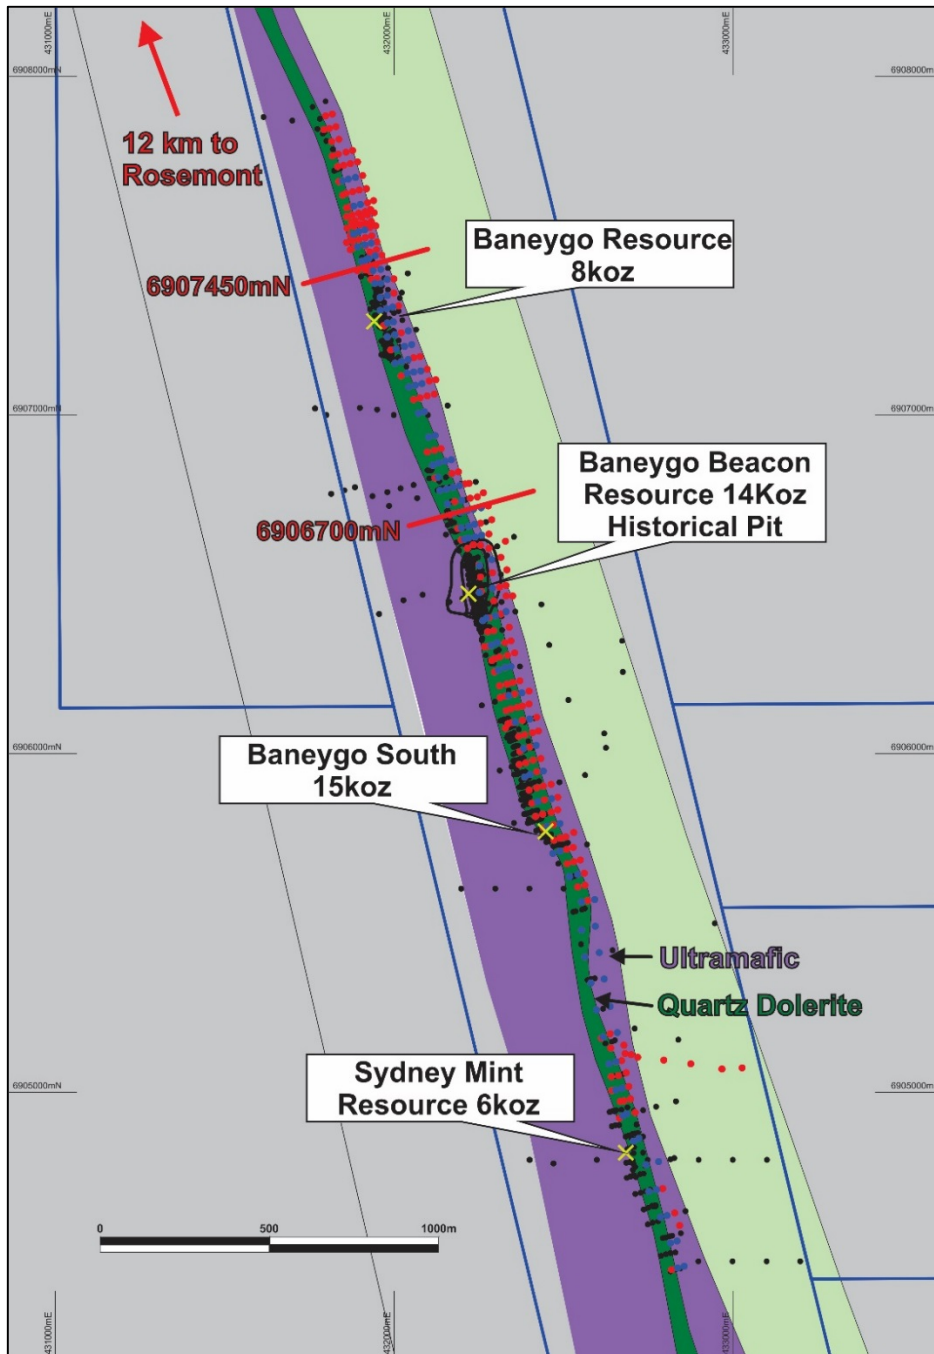 431000mE
432000mE
433000mE
6908000mN
6908000mN
12 km to
Rosemont
Baneygo Resource
8koz
6907450mN
6907000mN
6907000m
Baneygo Beacon
Resource 14Koz
Historical Pit
6906700mN
6906000mN
6906000mN
Baneygo South
15koz
Ultramafic
Quartz Dolerite
Sydney Mint
Resource 6koz
6905000mN
6905000mN
0 500 1000m
431000mE
432000mE
433000mE